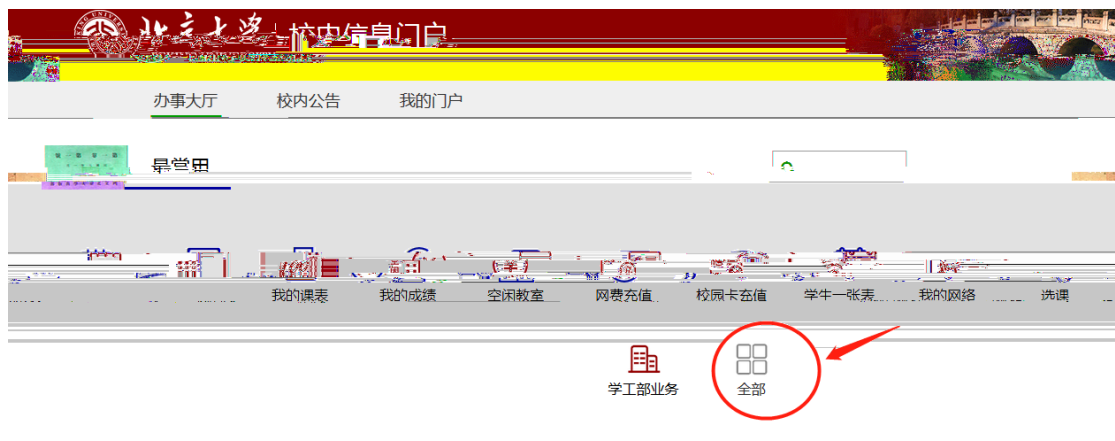 北京大学 校内信息门户
办事大厅 校内公告 我的门户
最常用
我的课表 我的成绩 空闲教室 网费充值 校园卡充值 学生一张表 我的网络 选课
学工部业务 全部